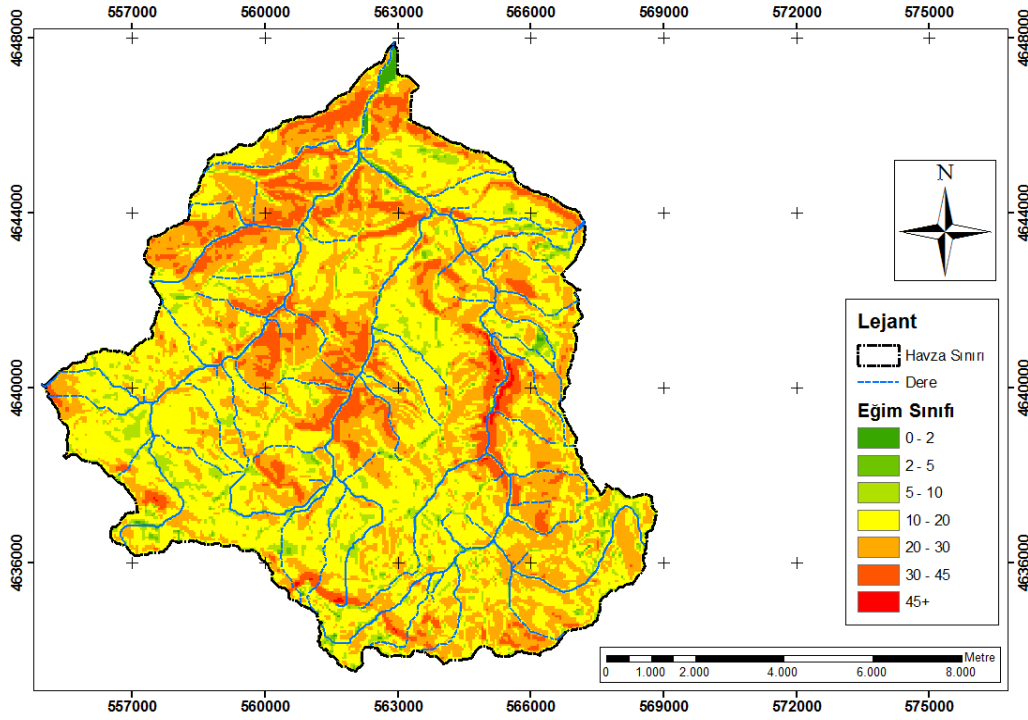 557000 560000 563000 566000 569000 572000 575000
4648000 4648000
4644000 4644000
4640000 4640000
4636000 4636000
N
Lejant
Havza Sınırı
Dere
Eğim Sınıfı
0 - 2
2 - 5
5 - 10
10 - 20
20 - 30
30 - 45
45+
Metre
0 1.000 2.000 4.000 6.000 8.000
557000 560000 563000 566000 569000 572000 575000